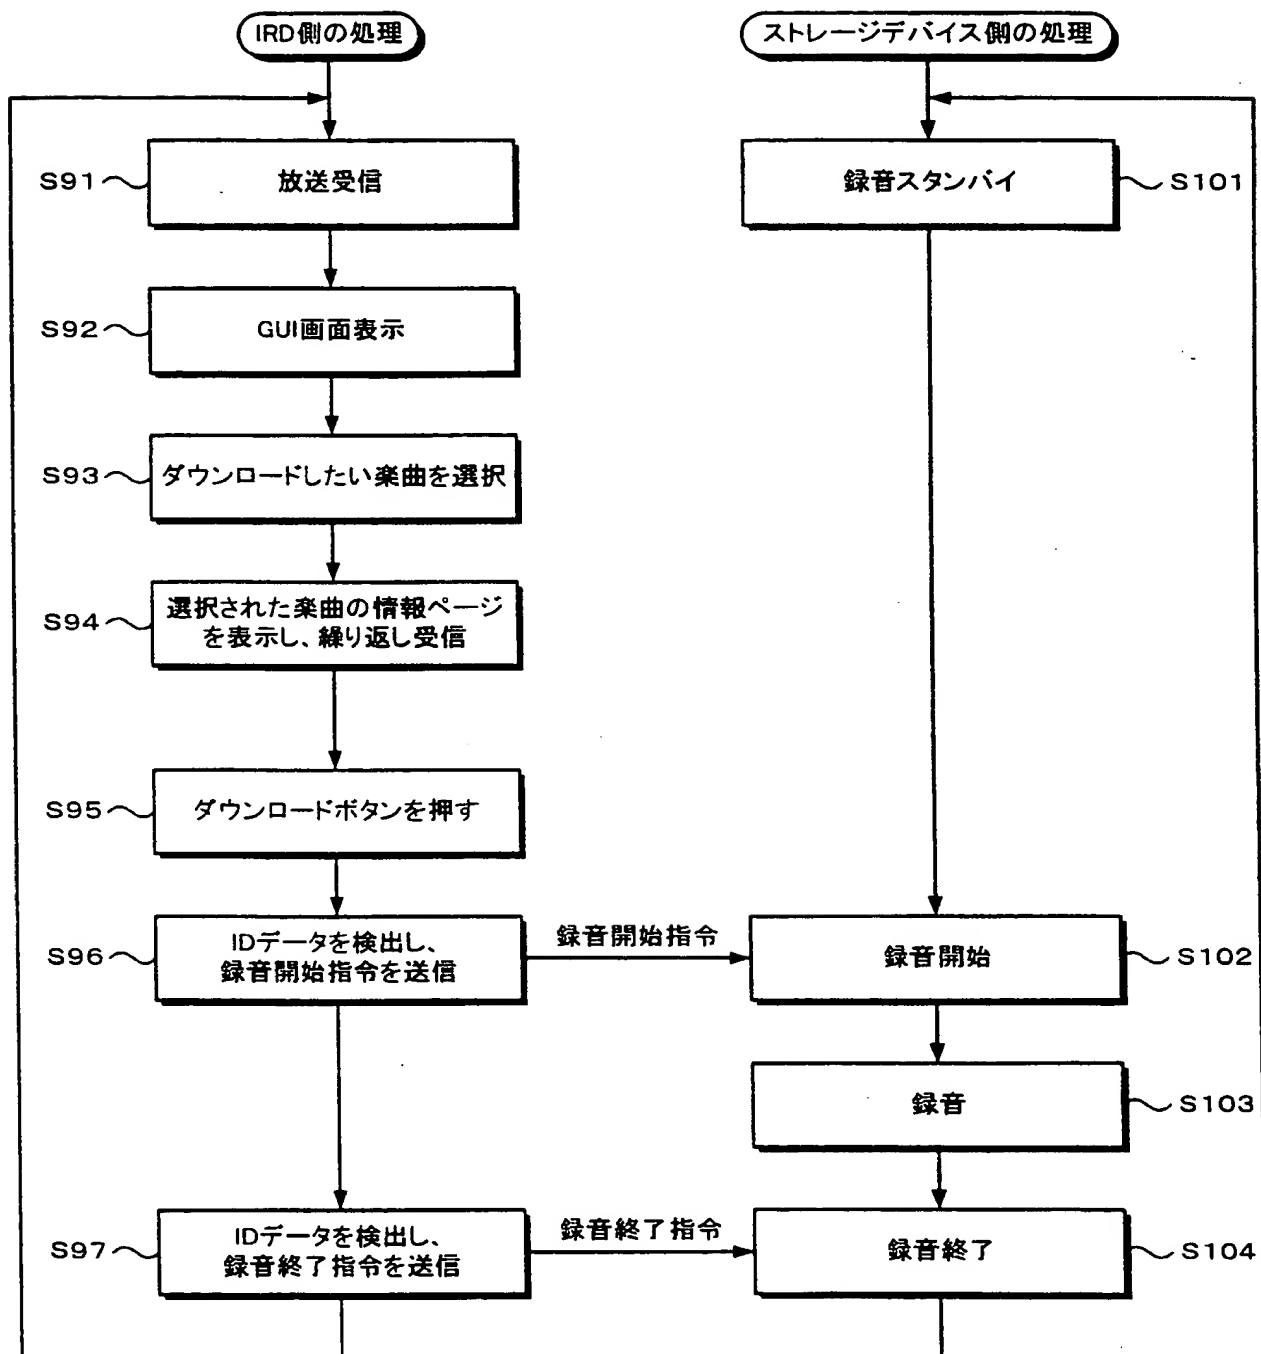 IRD側の処理
ストレージデバイス側の処理
S91
放送受信
録音スタンバイ
S101
S92
GUI画面表示
S93
ダウンロードしたい楽曲を選択
S94
選択された楽曲の情報ページ
を表示し、繰り返し受信
S95
ダウンロードボタンを押す
S96
IDデータを検出し、
録音開始指令を送信
録音開始指令
録音開始
S102
録音
S103
S97
IDデータを検出し、
録音終了指令を送信
録音終了指令
録音終了
S104